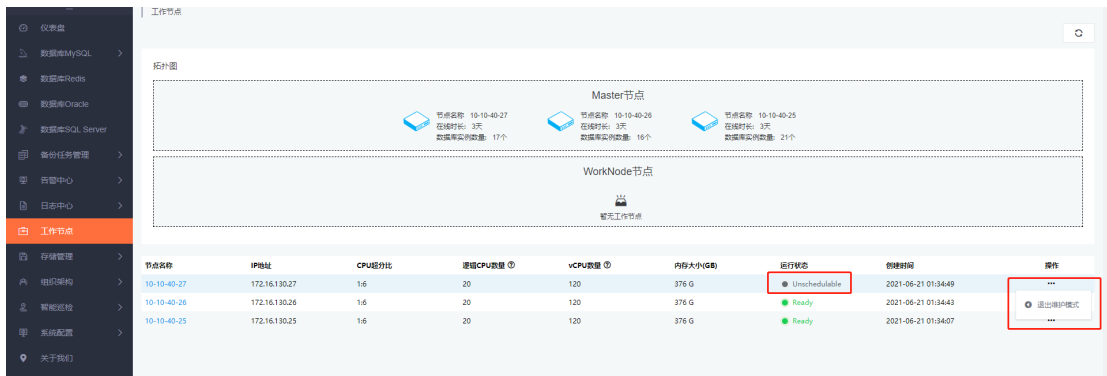 工作节点
仪表盘
数据库MySQL
数据库Redis
数据库Oracle
数据库SQL Server
备份任务管理
告警中心
日志中心
工作节点
存储管理
组织架构
智能巡检
系统配置
关于我们
拓扑图
Master节点
节点名称 10-10-40-27
在线时长: 3天
数据库实例数量: 17个
节点名称 10-10-40-26
在线时长: 3天
数据库实例数量: 16个
节点名称 10-10-40-25
在线时长: 3天
数据库实例数量: 21个
WorkNode节点
暂无工作节点
节点名称 IP地址 CPU超分比 逻辑CPU数量 vCPU数量 内存大小(GB) 运行状态 创建时间 操作
10-10-40-27 172.16.130.27 1:6 20 120 376 G Unschedulable 2021-06-21 01:34:49 •••
10-10-40-26 172.16.130.26 1:6 20 120 376 G Ready 2021-06-21 01:34:43
退出维护模式
10-10-40-25 172.16.130.25 1:6 20 120 376 G Ready 2021-06-21 01:34:07 •••